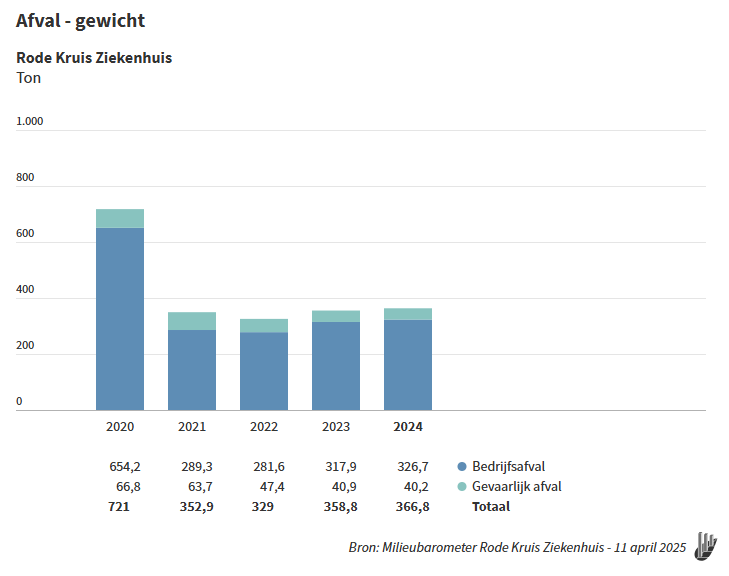 Afval - gewicht
Rode Kruis Ziekenhuis
Ton
1.000
800
600
400
200
0
2020 2021 2022 2023 2024
654,2 289,3 281,6 317,9 326,7 Bedrijfsafval
66,8 63,7 47,4 40,9 40,2 Gevaarlijk afval
721 352,9 329 358,8 366,8 Totaal
Bron: Milieubarometer Rode Kruis Ziekenhuis - 11 april 2025